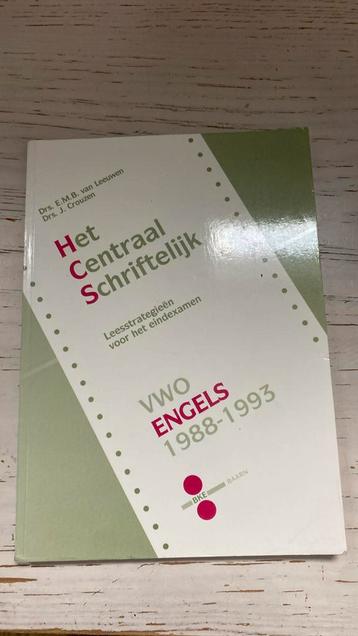 Drs. E.M.B. van Leeuwen
Drs. J. Crouzen
Het
Centraal
Schriftelijk
Leesstrategieën
voor het eindexamen
VWO
ENGELS
1988-1993
BKE BAARN